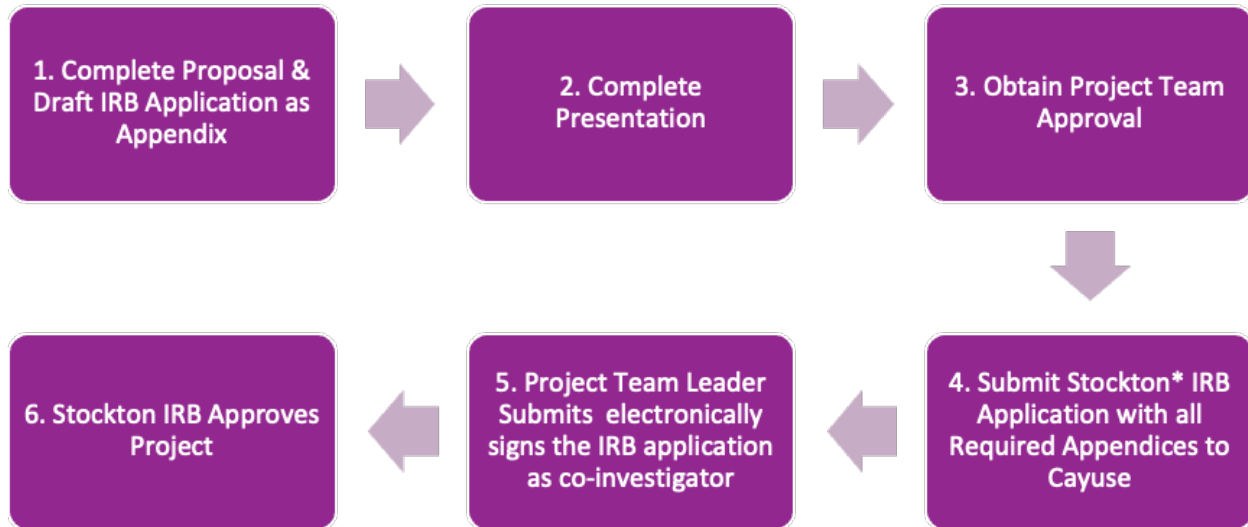 1. Complete Proposal &
Draft IRB Application as
Appendix
2. Complete
Presentation
3. Obtain Project Team
Approval
4. Submit Stockton* IRB
Application with all
Required Appendices to
Cayuse
5. Project Team Leader
Submits electronically
signs the IRB application
as co-investigator
6. Stockton IRB Approves
Project